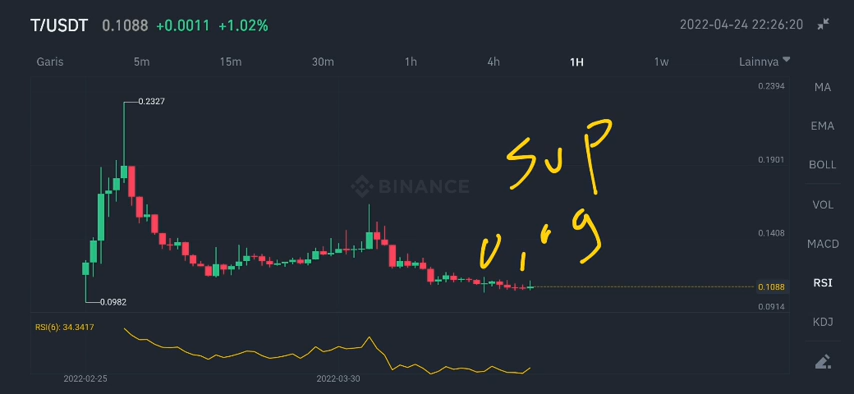 T/USDT 0.1088 +0.0011 +1.02% 2022-04-24 22:26:20
Garis 5m 15m 30m 1h 4h 1H 1w Lainnya
0.2394
MA
0.2327
EMA
sup
0.1901
BOLL
BINANCE
VOL
0.1408
MACD
RSI
0.1088
0.0982
0.0914
KDJ
RSI(6): 34.3417
2022-02-25 2022-03-30